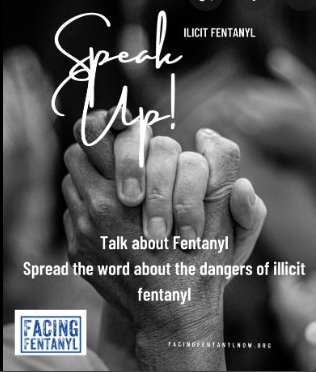 Speak
ILICIT FENTANYL
Up!
Talk about Fentanyl
Spread the word about the dangers of illicit
fentanyl
FACING
FENTANYL
FACINGFENTANYLNOW.ORG